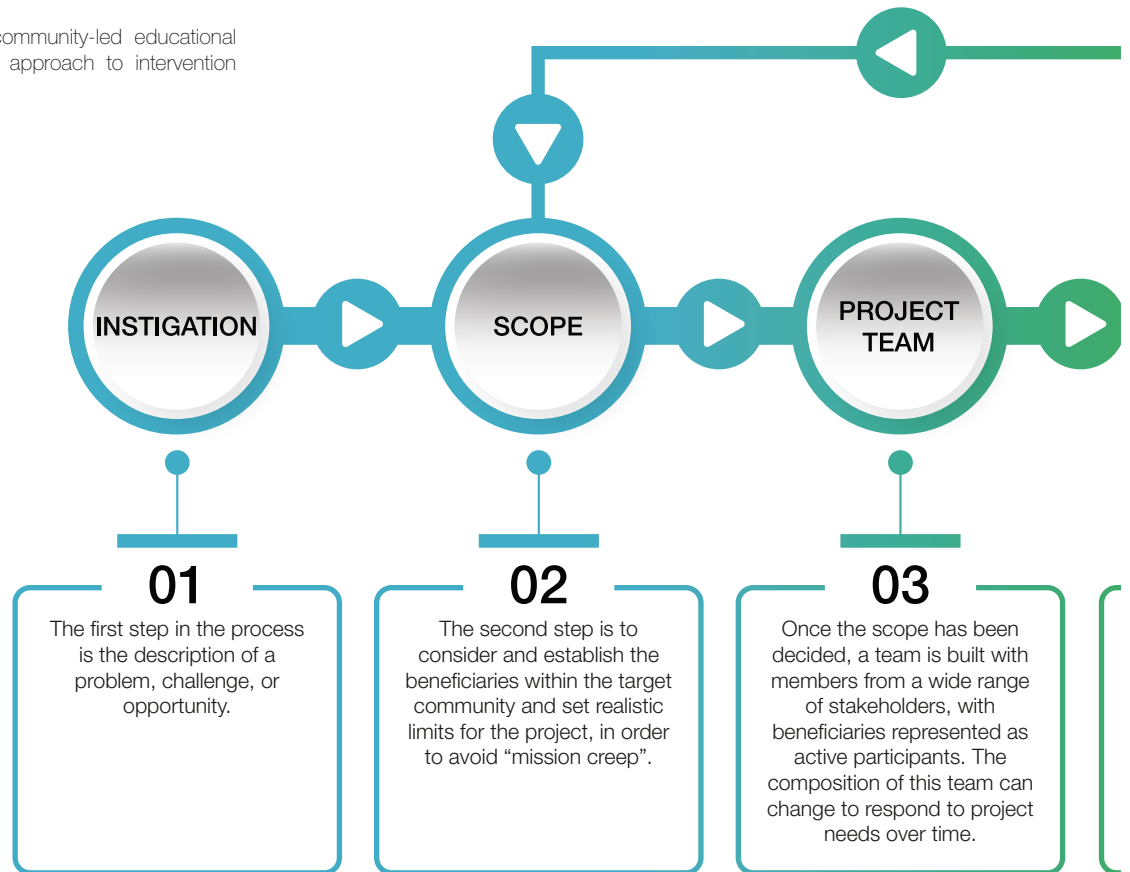 community-led educational
approach to intervention
INSTIGATION
SCOPE
PROJECT
TEAM
01
The first step in the process
is the description of a
problem, challenge, or
opportunity.
02
The second step is to
consider and establish the
beneficiaries within the target
community and set realistic
limits for the project, in order
to avoid “mission creep”.
03
Once the scope has been
decided, a team is built with
members from a wide range
of stakeholders, with
beneficiaries represented as
active participants. The
composition of this team can
change to respond to project
needs over time.